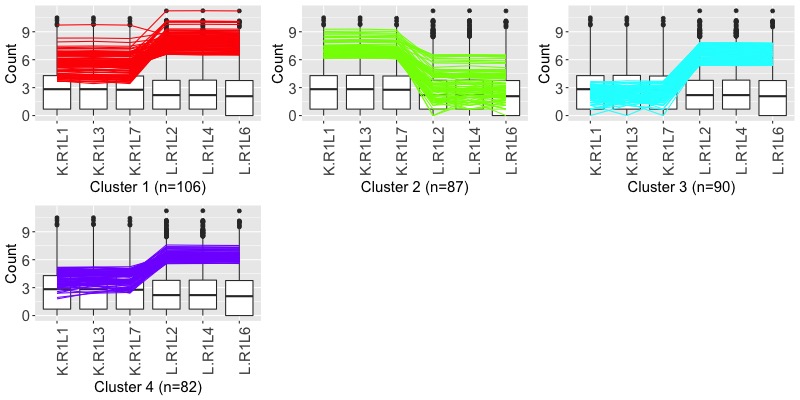 Count
9
6
3
0
K.R1L1
K.R1L3
K.R1L7
L.R1L2
L.R1L4
L.R1L6
Cluster 1 (n=106)
Count
9
6
3
0
K.R1L1
K.R1L3
K.R1L7
L.R1L2
L.R1L4
L.R1L6
Cluster 2 (n=87)
Count
9
6
3
0
K.R1L1
K.R1L3
K.R1L7
L.R1L2
L.R1L4
L.R1L6
Cluster 3 (n=90)
Count
9
6
3
0
K.R1L1
K.R1L3
K.R1L7
L.R1L2
L.R1L4
L.R1L6
Cluster 4 (n=82)